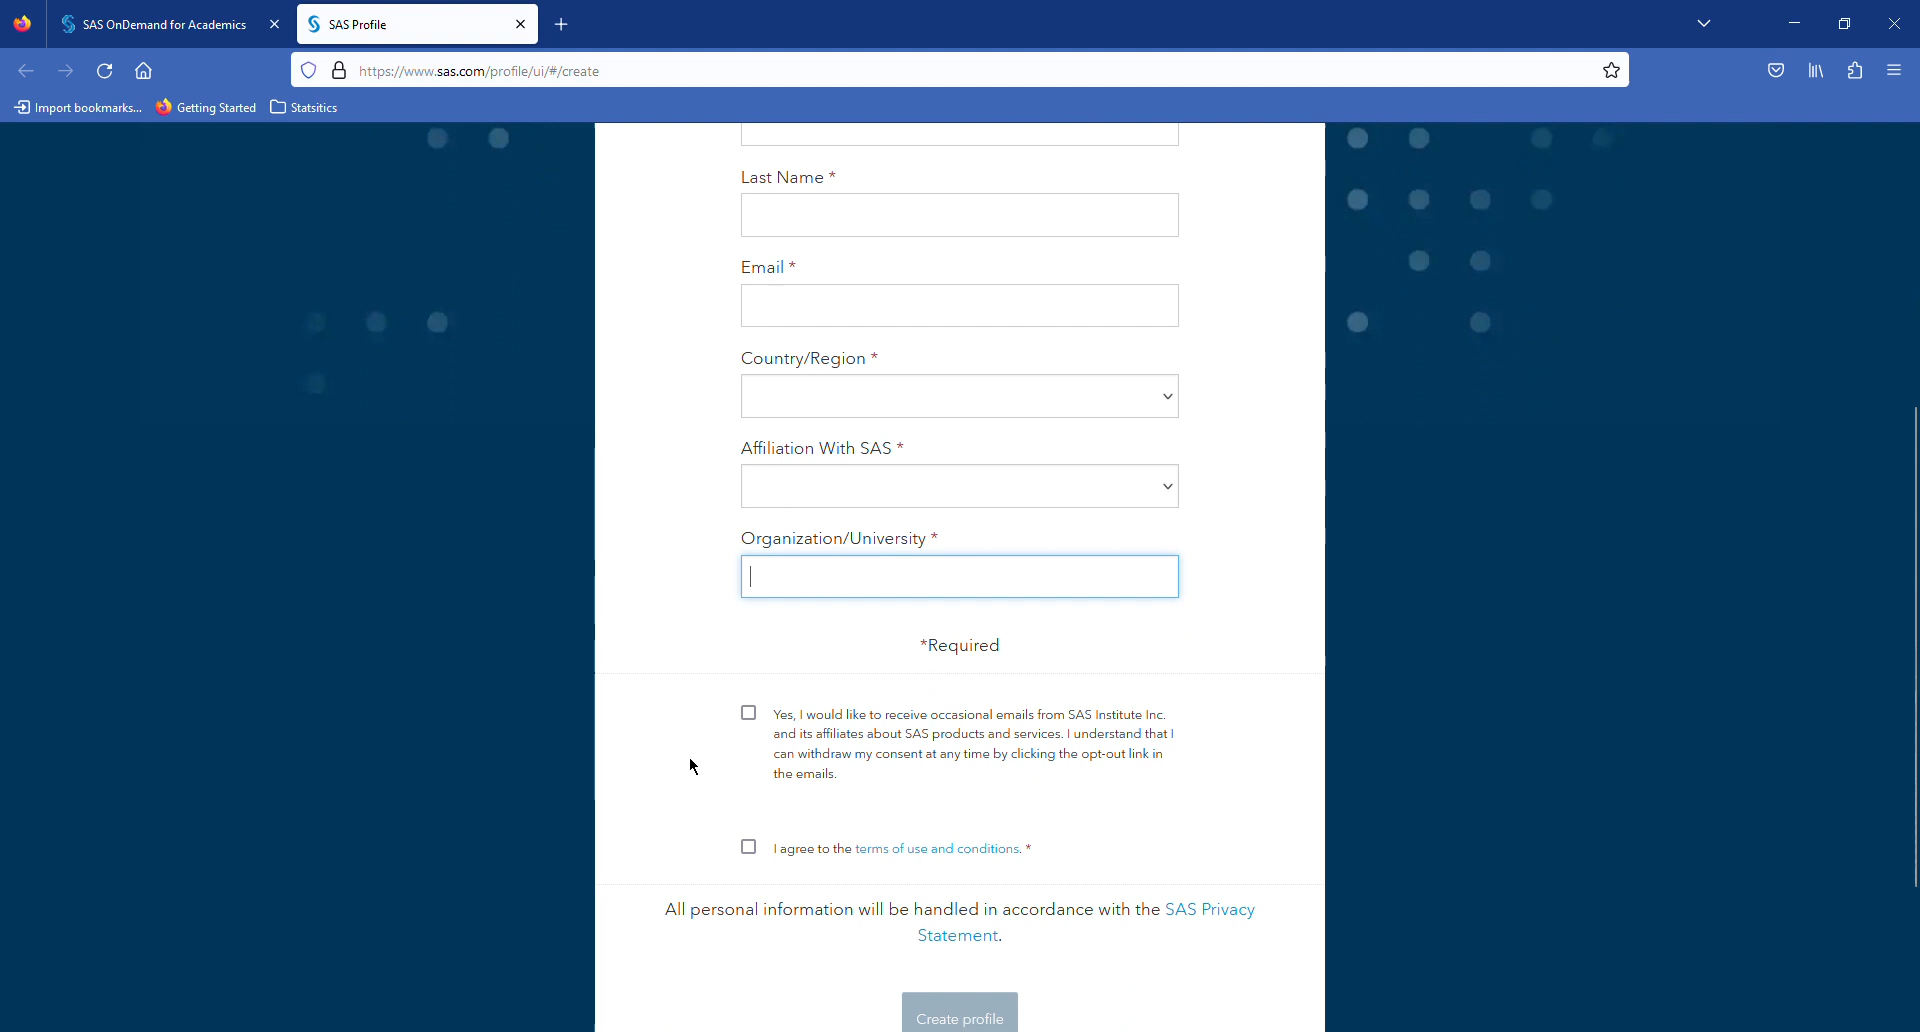 SAS OnDemand for Academics
SAS Profile
https://www.sas.com/profile/ui/#/create
Import bookmarks...
Getting Started
Statsitics
Last Name *
Email *
Country/Region *
Affiliation With SAS *
Organization/University *
*Required
Yes, I would like to receive occasional emails from SAS Institute Inc.
and its affiliates about SAS products and services. I understand that I
can withdraw my consent at any time by clicking the opt-out link in
the emails.
I agree to the terms of use and conditions. *
All personal information will be handled in accordance with the SAS Privacy
Statement.
Create profile